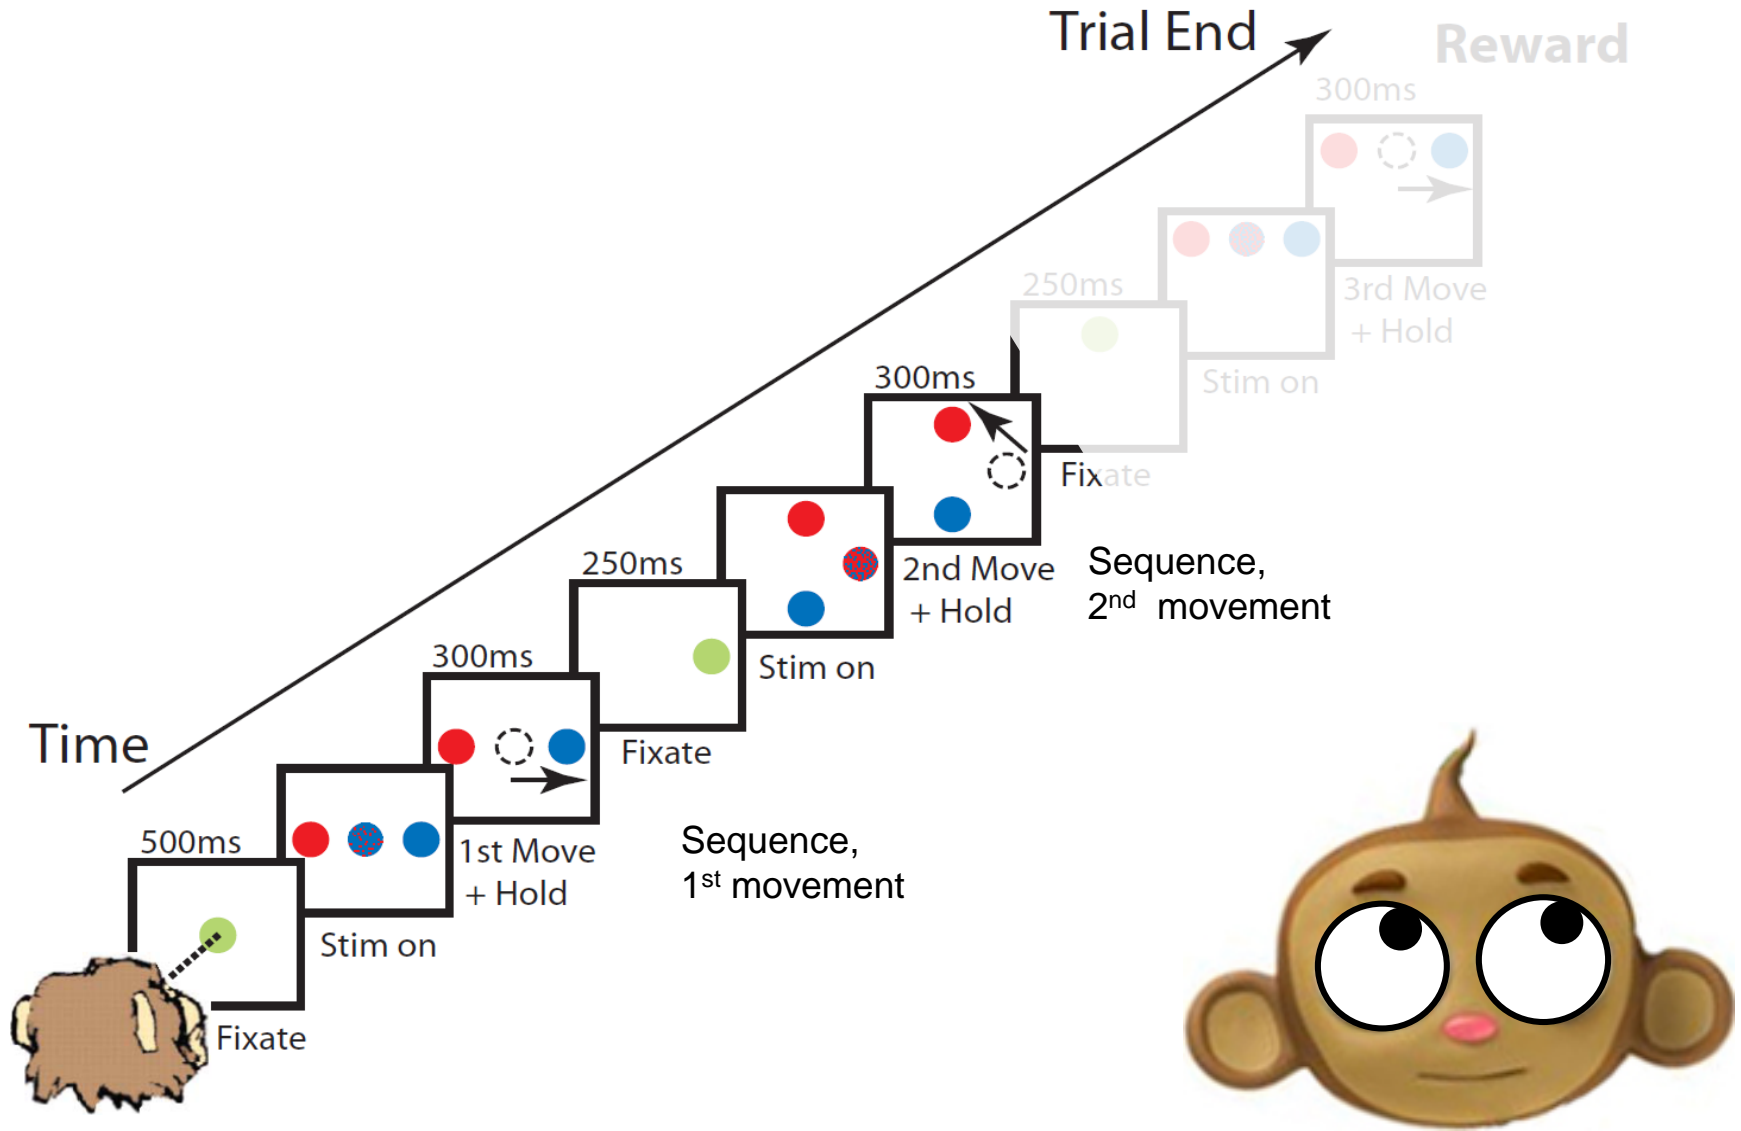 Trial End
Reward
300ms
3rd Move
+ Hold
250ms
Stim on
300ms
Fixate
250ms
2nd Move
+ Hold
Sequence,
2nd movement
300ms
Stim on
Time
Fixate
500ms
1st Move
+ Hold
Sequence,
1st movement
Stim on
Fixate